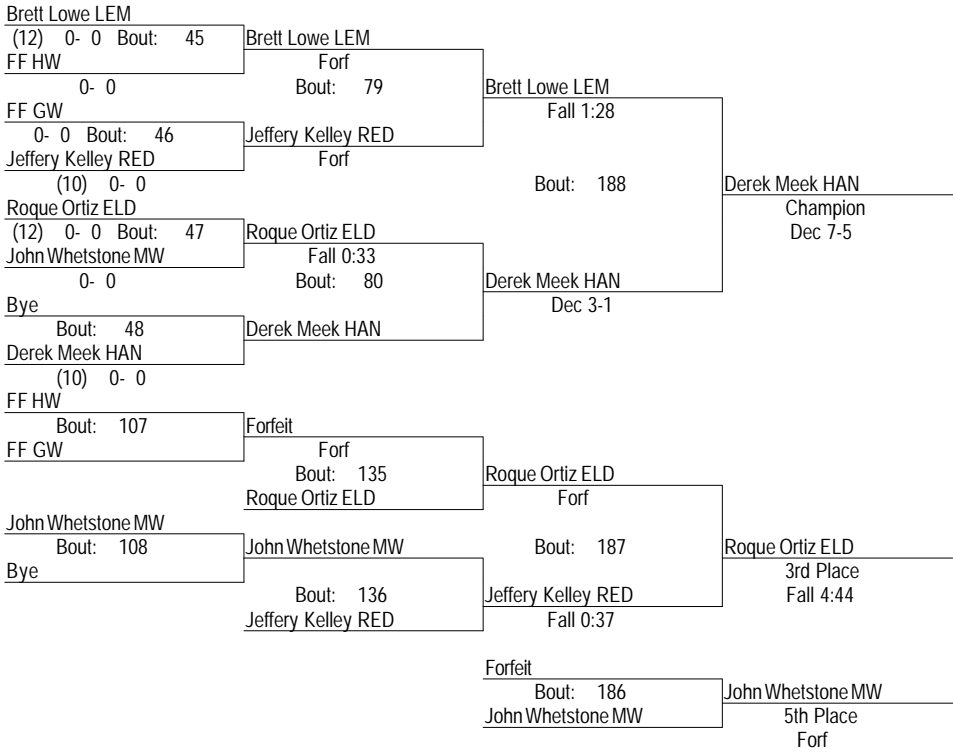 Brett Lowe LEM
(12) 0- 0 Bout: 45 Brett Lowe LEM
FF HW Forf
0- 0 Bout: 79 Brett Lowe LEM
FF GW Fall 1:28
0- 0 Bout: 46 Jeffery Kelley RED
Jeffery Kelley RED Forf
(10) 0- 0 Bout: 188 Derek Meek HAN
Roque Ortiz ELD Champion
(12) 0- 0 Bout: 47 Roque Ortiz ELD Dec 7-5
John Whetstone MW Fall 0:33
0- 0 Bout: 80 Derek Meek HAN
Bye Dec 3-1
Bout: 48 Derek Meek HAN
Derek Meek HAN
(10) 0- 0
FF HW
Bout: 107 Forfeit
FF GW Forf
Bout: 135 Roque Ortiz ELD
Roque Ortiz ELD Forf
John Whetstone MW
Bout: 108 John Whetstone MW Bout: 187 Roque Ortiz ELD
Bye 3rd Place
Bout: 136 Jeffery Kelley RED Fall 4:44
Jeffery Kelley RED Fall 0:37
Forfeit
Bout: 186 John Whetstone MW
John Whetstone MW 5th Place
Forf